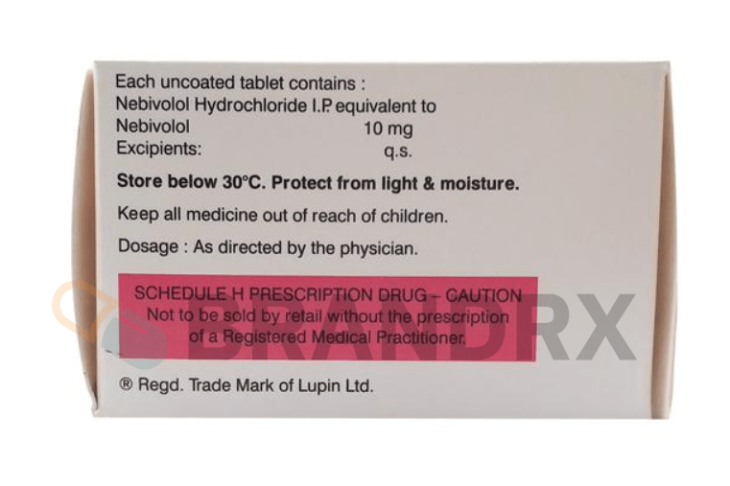 Each uncoated tablet contains :
Nebivolol Hydrochloride I.P. equivalent to
Nebivolol 10 mg
Excipients: q.s.
Store below 30°C. Protect from light & moisture.
Keep all medicine out of reach of children.
Dosage : As directed by the physician.
SCHEDULE H PRESCRIPTION DRUG - CAUTION
Not to be sold by retail without the prescription
of a Registered Medical Practitioner.
BRANDRX
® Regd. Trade Mark of Lupin Ltd.